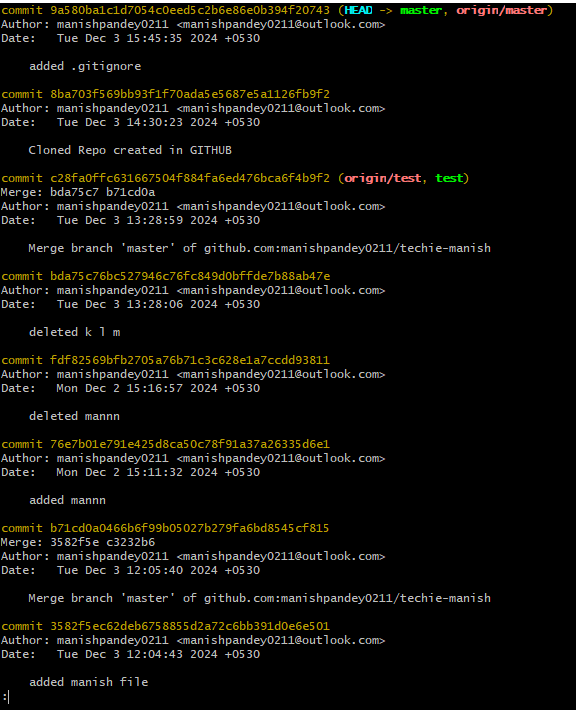 commit 9a580ba1c1d7054c0eed5c2b6e86e0b394f20743 (HEAD -> master, origin/master)
Author: manishpandey0211 <manishpandey0211@outlook.com>
Date:   Tue Dec 3 15:45:35 2024 +0530
    added .gitignore
commit 8ba703f569bb93f1f70ada5e5687e5a1126fb9f2
Author: manishpandey0211 <manishpandey0211@outlook.com>
Date:   Tue Dec 3 14:30:23 2024 +0530
    Cloned Repo created in GITHUB
commit c28fa0ffc631667504f884fa6ed476bca6f4b9f2 (origin/test, test)
Merge: bda75c7 b71cd0a
Author: manishpandey0211 <manishpandey0211@outlook.com>
Date:   Tue Dec 3 13:28:59 2024 +0530
    Merge branch 'master' of github.com:manishpandey0211/techie-manish
commit bda75c76bc527946c76fc849d0bffde7b88ab47e
Author: manishpandey0211 <manishpandey0211@outlook.com>
Date:   Tue Dec 3 13:28:06 2024 +0530
    deleted k l m
commit fdf82569bfb2705a76b71c3c628e1a7ccdd93811
Author: manishpandey0211 <manishpandey0211@outlook.com>
Date:   Mon Dec 2 15:16:57 2024 +0530
    deleted mannn
commit 76e7b01e791e425d8ca50c78f91a37a26335d6e1
Author: manishpandey0211 <manishpandey0211@outlook.com>
Date:   Mon Dec 2 15:11:32 2024 +0530
    added mannn
commit b71cd0a0466b6f99b05027b279fa6bd8545cf815
Merge: 3582f5e c3232b6
Author: manishpandey0211 <manishpandey0211@outlook.com>
Date:   Tue Dec 3 12:05:40 2024 +0530
    Merge branch 'master' of github.com:manishpandey0211/techie-manish
commit 3582f5ec62deb6758855d2a72c6bb391d0e6e501
Author: manishpandey0211 <manishpandey0211@outlook.com>
Date:   Tue Dec 3 12:04:43 2024 +0530
    added manish file
: